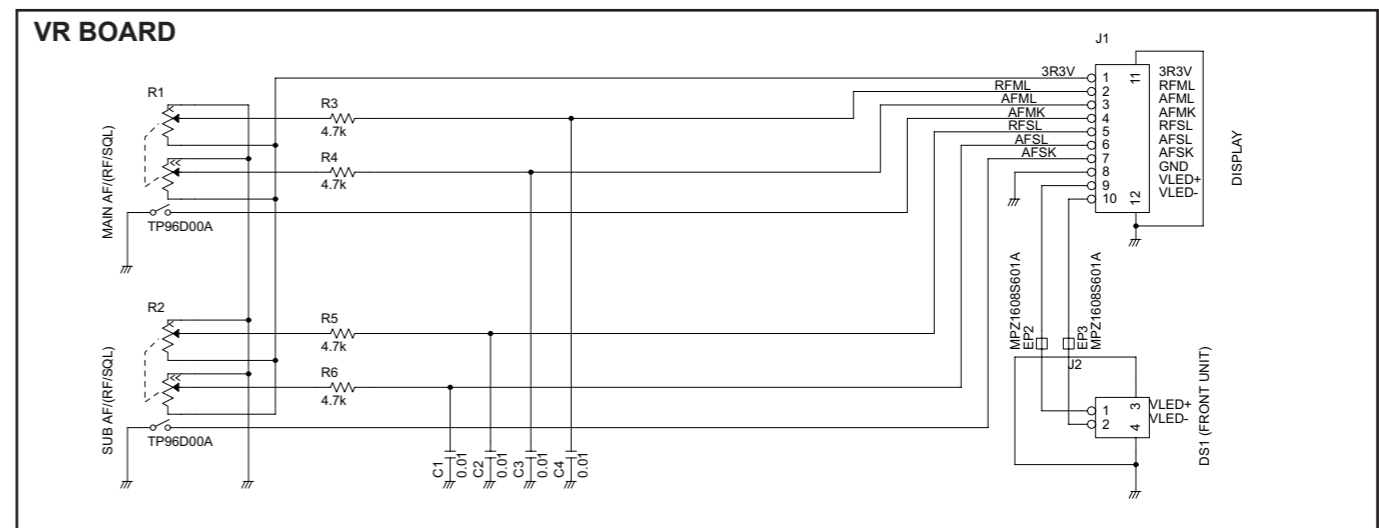 VR BOARD
J1
3R3V
1
11
3R3V
RFML
2
RFML
R1
R3
AFML
3
AFML
4.7k
AFMK
4
AFMK
RFSL
5
RFSL
R4
AFSL
6
AFSL
4.7k
AFSK
7
AFSK
8
GND
9
VLED+
10
12
VLED-
DISPLAY
MAIN AF/(RF/SQL)
TP96D00A
R2
R5
4.7k
R6
4.7k
SUB AF/(RF/SQL)
TP96D00A
C1
0.01
C2
0.01
C3
0.01
C4
0.01
MPZ1608S601A
EP2
EP3
MPZ1608S601A
J2
1
3
VLED+
2
4
VLED-
DS1 (FRONT UNIT)